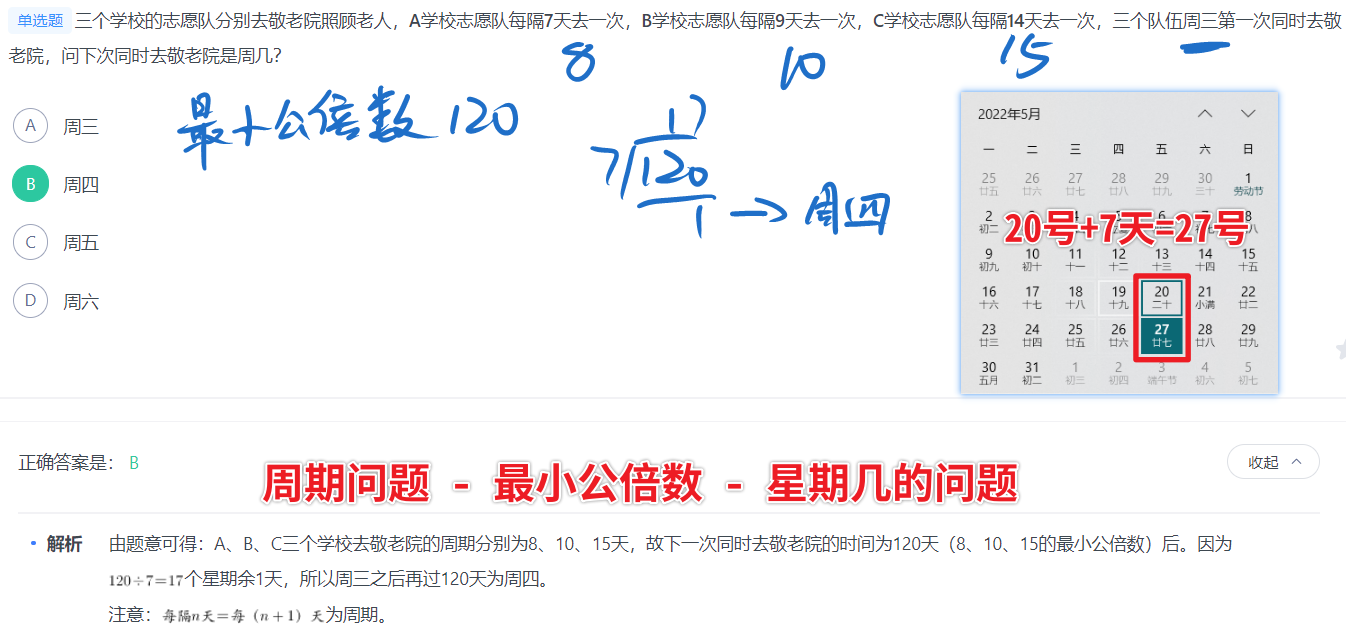 单选题 三个学校的志愿队分别去敬老院照顾老人，A学校志愿队每隔7天去一次，B学校志愿队每隔9天去一次，C学校志愿队每隔14天去一次，三个队伍周三第一次同时去敬
老院，问下次同时去敬老院是周几？
8 10 15
A 周三
最小公倍数 120
17
7/120
1 → 周四
B 周四
C 周五
D 周六
2022年5月
一 二 三 四 五 六 日
25 26 27 28 29 30 1
廿五 廿六 廿七 廿八 廿九 三十 劳动节
2 8
初二
20号+7天=27号
9 10 11 12 13 14 15
初九 初十 十一 十二 十三 十四 十五
16 17 18 19 20 21 22
十六 十七 十八 十九 二十 小满 廿二
23 24 25 26 27 28 29
廿三 廿四 廿五 廿六 廿七 廿八 廿九
30 31 1 2 3 4 5
五月 初二 初三 初四 端午节 初六 初七
正确答案是： B
收起
周期问题 - 最小公倍数 - 星期几的问题
解析 由题意可得：A、B、C三个学校去敬老院的周期分别为8、10、15天，故下一次同时去敬老院的时间为120天（8、10、15的最小公倍数）后。因为
120÷7=17个星期余1天，所以周三之后再过120天为周四。
注意：每隔n天=每（n+1）天为周期。